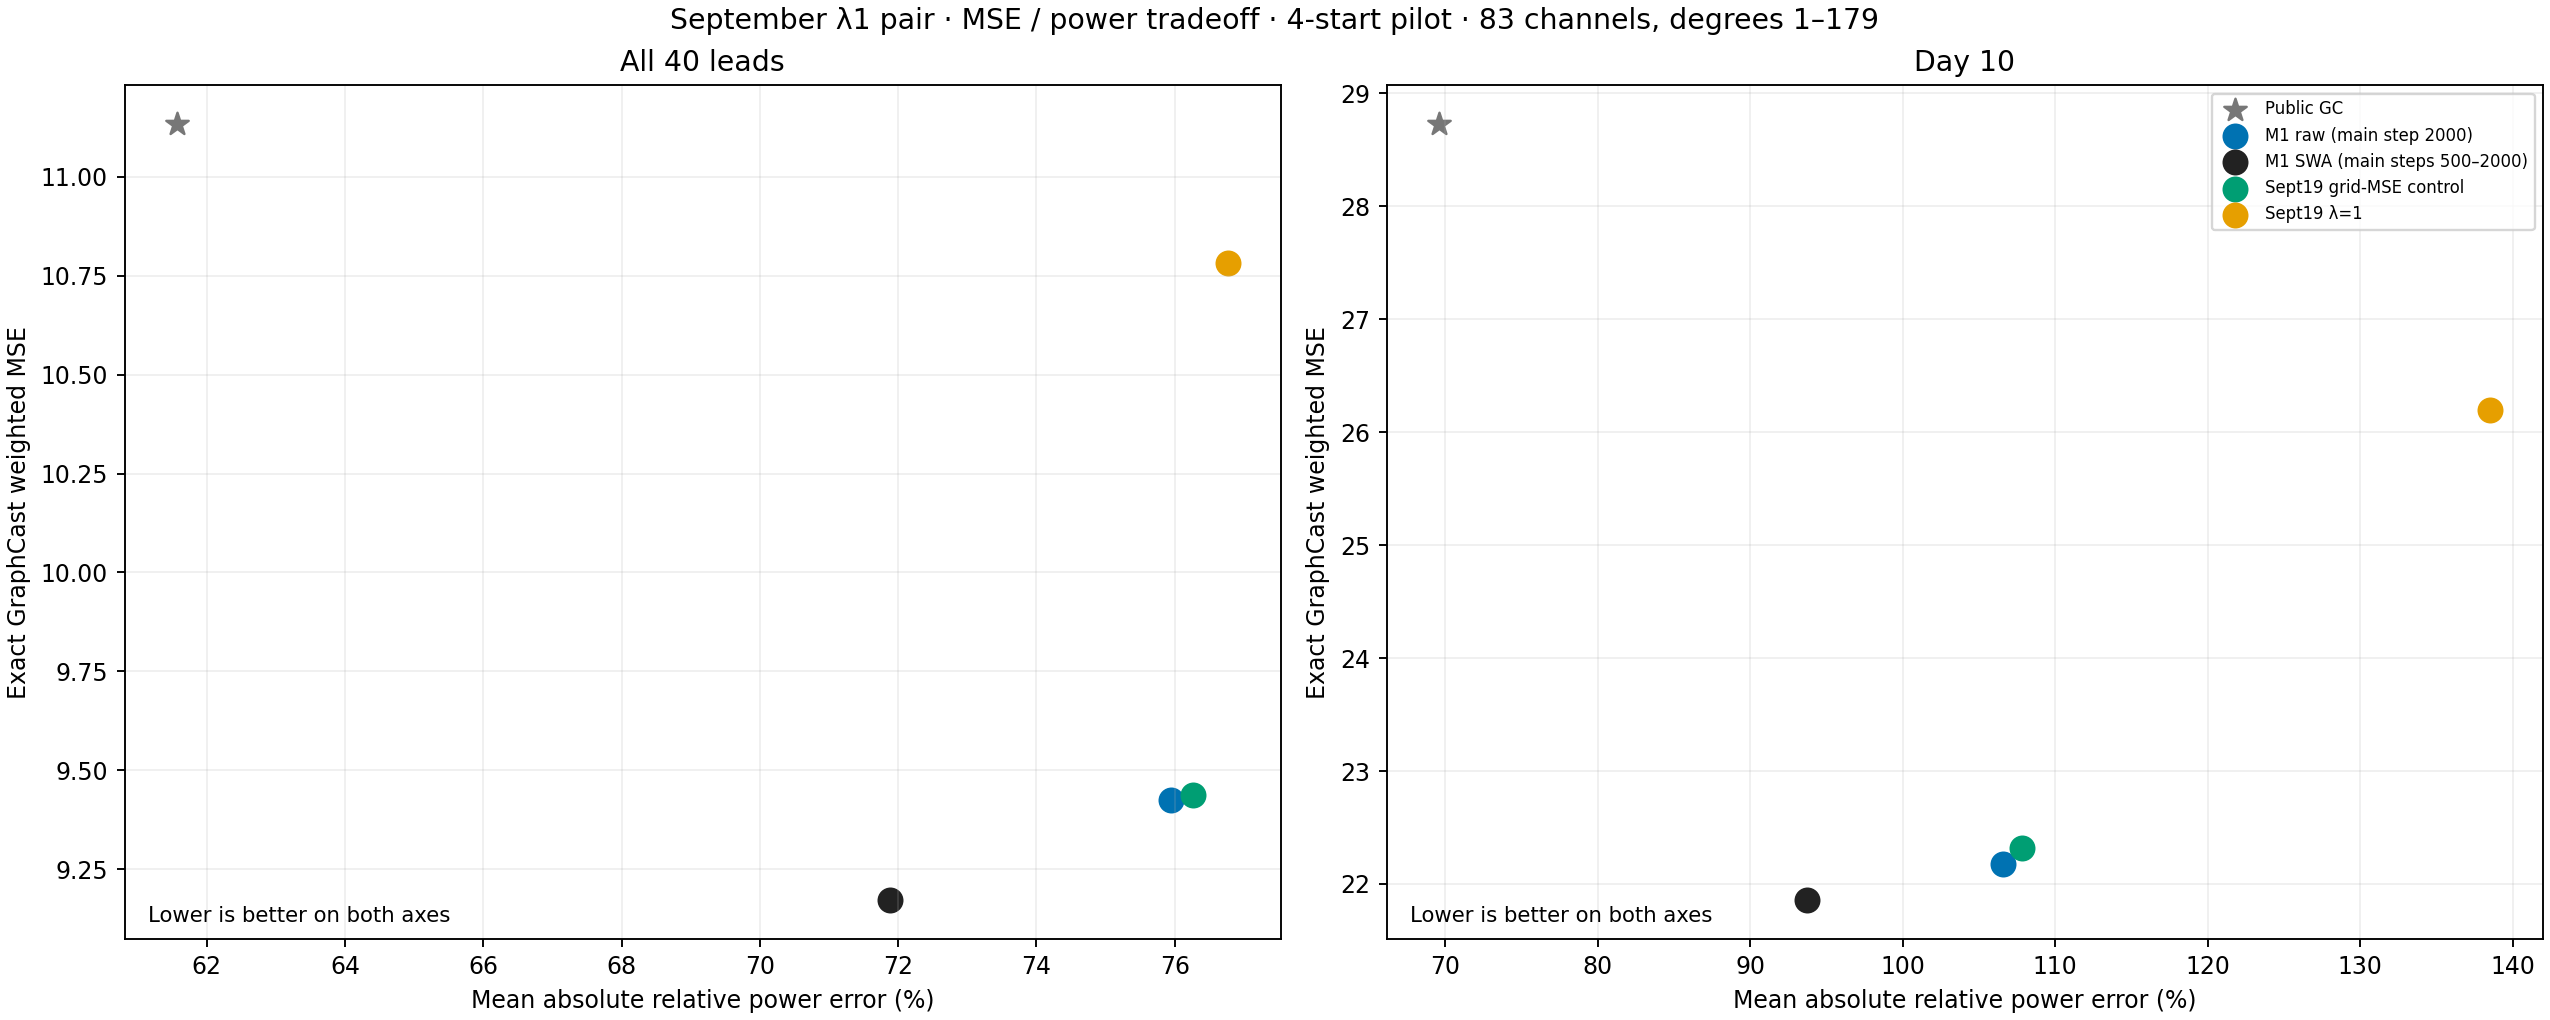 September λ1 pair · MSE / power tradeoff · 4-start pilot · 83 channels, degrees 1–179
All 40 leads
Exact GraphCast weighted MSE
11.00
10.75
10.50
10.25
10.00
9.75
9.50
9.25
Lower is better on both axes
62 64 66 68 70 72 74 76
Mean absolute relative power error (%)
Day 10
Exact GraphCast weighted MSE
29
28
27
26
25
24
23
22
Public GC
M1 raw (main step 2000)
M1 SWA (main steps 500–2000)
Sept19 grid-MSE control
Sept19 λ=1
Lower is better on both axes
70 80 90 100 110 120 130 140
Mean absolute relative power error (%)